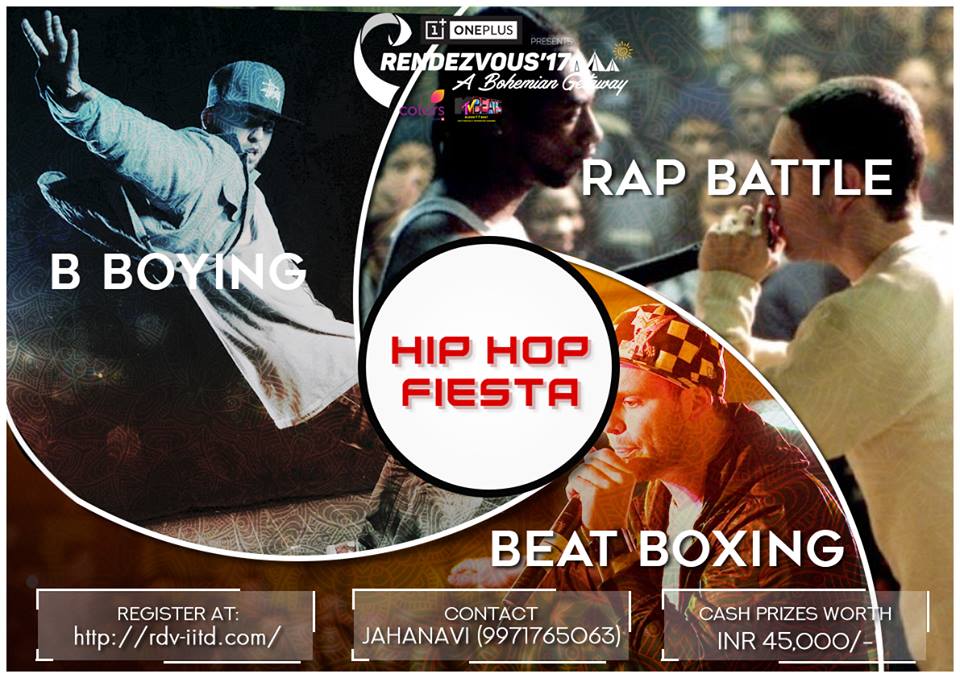 1+ ONEPLUS
PRESENTS
RENDEZVOUS'17
A Bohemian Getaway
colors
BEATS
RAP BATTLE
B BOYING
HIP HOP
FIESTA
BEAT BOXING
REGISTER AT:
http://rdv-iitd.com/
CONTACT
JAHANAVI (9971765063)
CASH PRIZES WORTH
INR 45,000/-